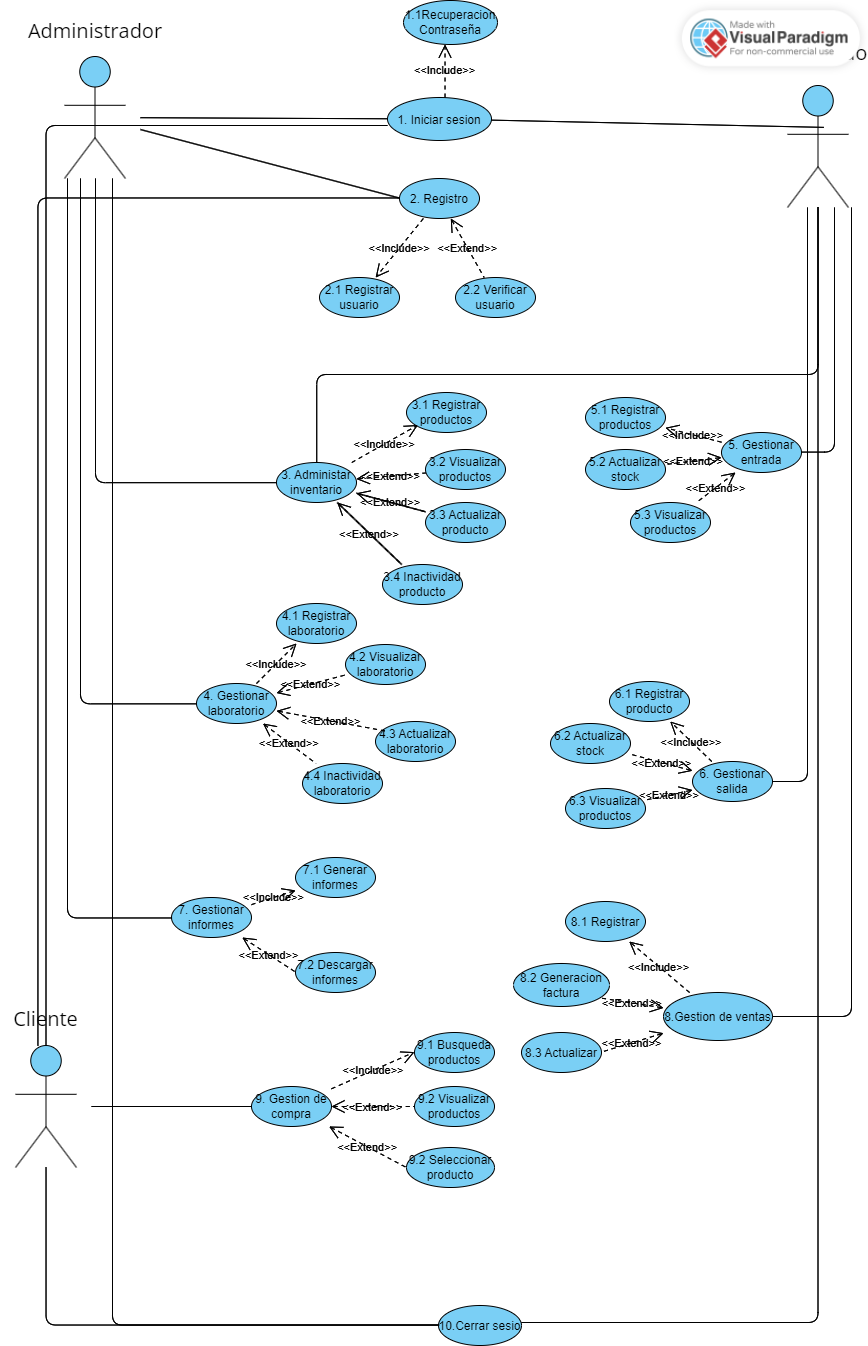 Administrador
1.1Recuperacion
Contraseña
Made with
VisualParadigm
For non-commercial use
<<Include>>
1. Iniciar sesion
2. Registro
<<Include>>
<<Extend>>
2.1 Registrar
usuario
2.2 Verificar
usuario
3.1 Registrar
productos
<<Include>>
3.2 Visualizar
productos
<<Extend>>
3. Administar
inventario
<<Extend>>
3.3 Actualizar
producto
<<Extend>>
3.4 Inactividad
producto
5.1 Registrar
productos
<<Include>>
5. Gestionar
entrada
5.2 Actualizar
stock
<<Extend>>
<<Extend>>
5.3 Visualizar
productos
4.1 Registrar
laboratorio
<<Include>>
4.2 Visualizar
laboratorio
<<Extend>>
4. Gestionar
laboratorio
<<Extend>>
4.3 Actualizar
laboratorio
<<Extend>>
4.4 Inactividad
laboratorio
6.1 Registrar
producto
6.2 Actualizar
stock
<<Include>>
<<Extend>>
6. Gestionar
salida
6.3 Visualizar
productos
<<Extend>>
7.1 Generar
informes
<<Include>>
7. Gestionar
informes
<<Extend>>
7.2 Descargar
informes
8.1 Registrar
<<Include>>
8.2 Generacion
factura
<<Extend>>
8.Gestion de ventas
8.3 Actualizar
<<Extend>>
Cliente
9.1 Busqueda
productos
<<Include>>
9. Gestion de
compra
<<Extend>>
9.2 Visualizar
productos
<<Extend>>
9.2 Seleccionar
producto
10.Cerrar sesio